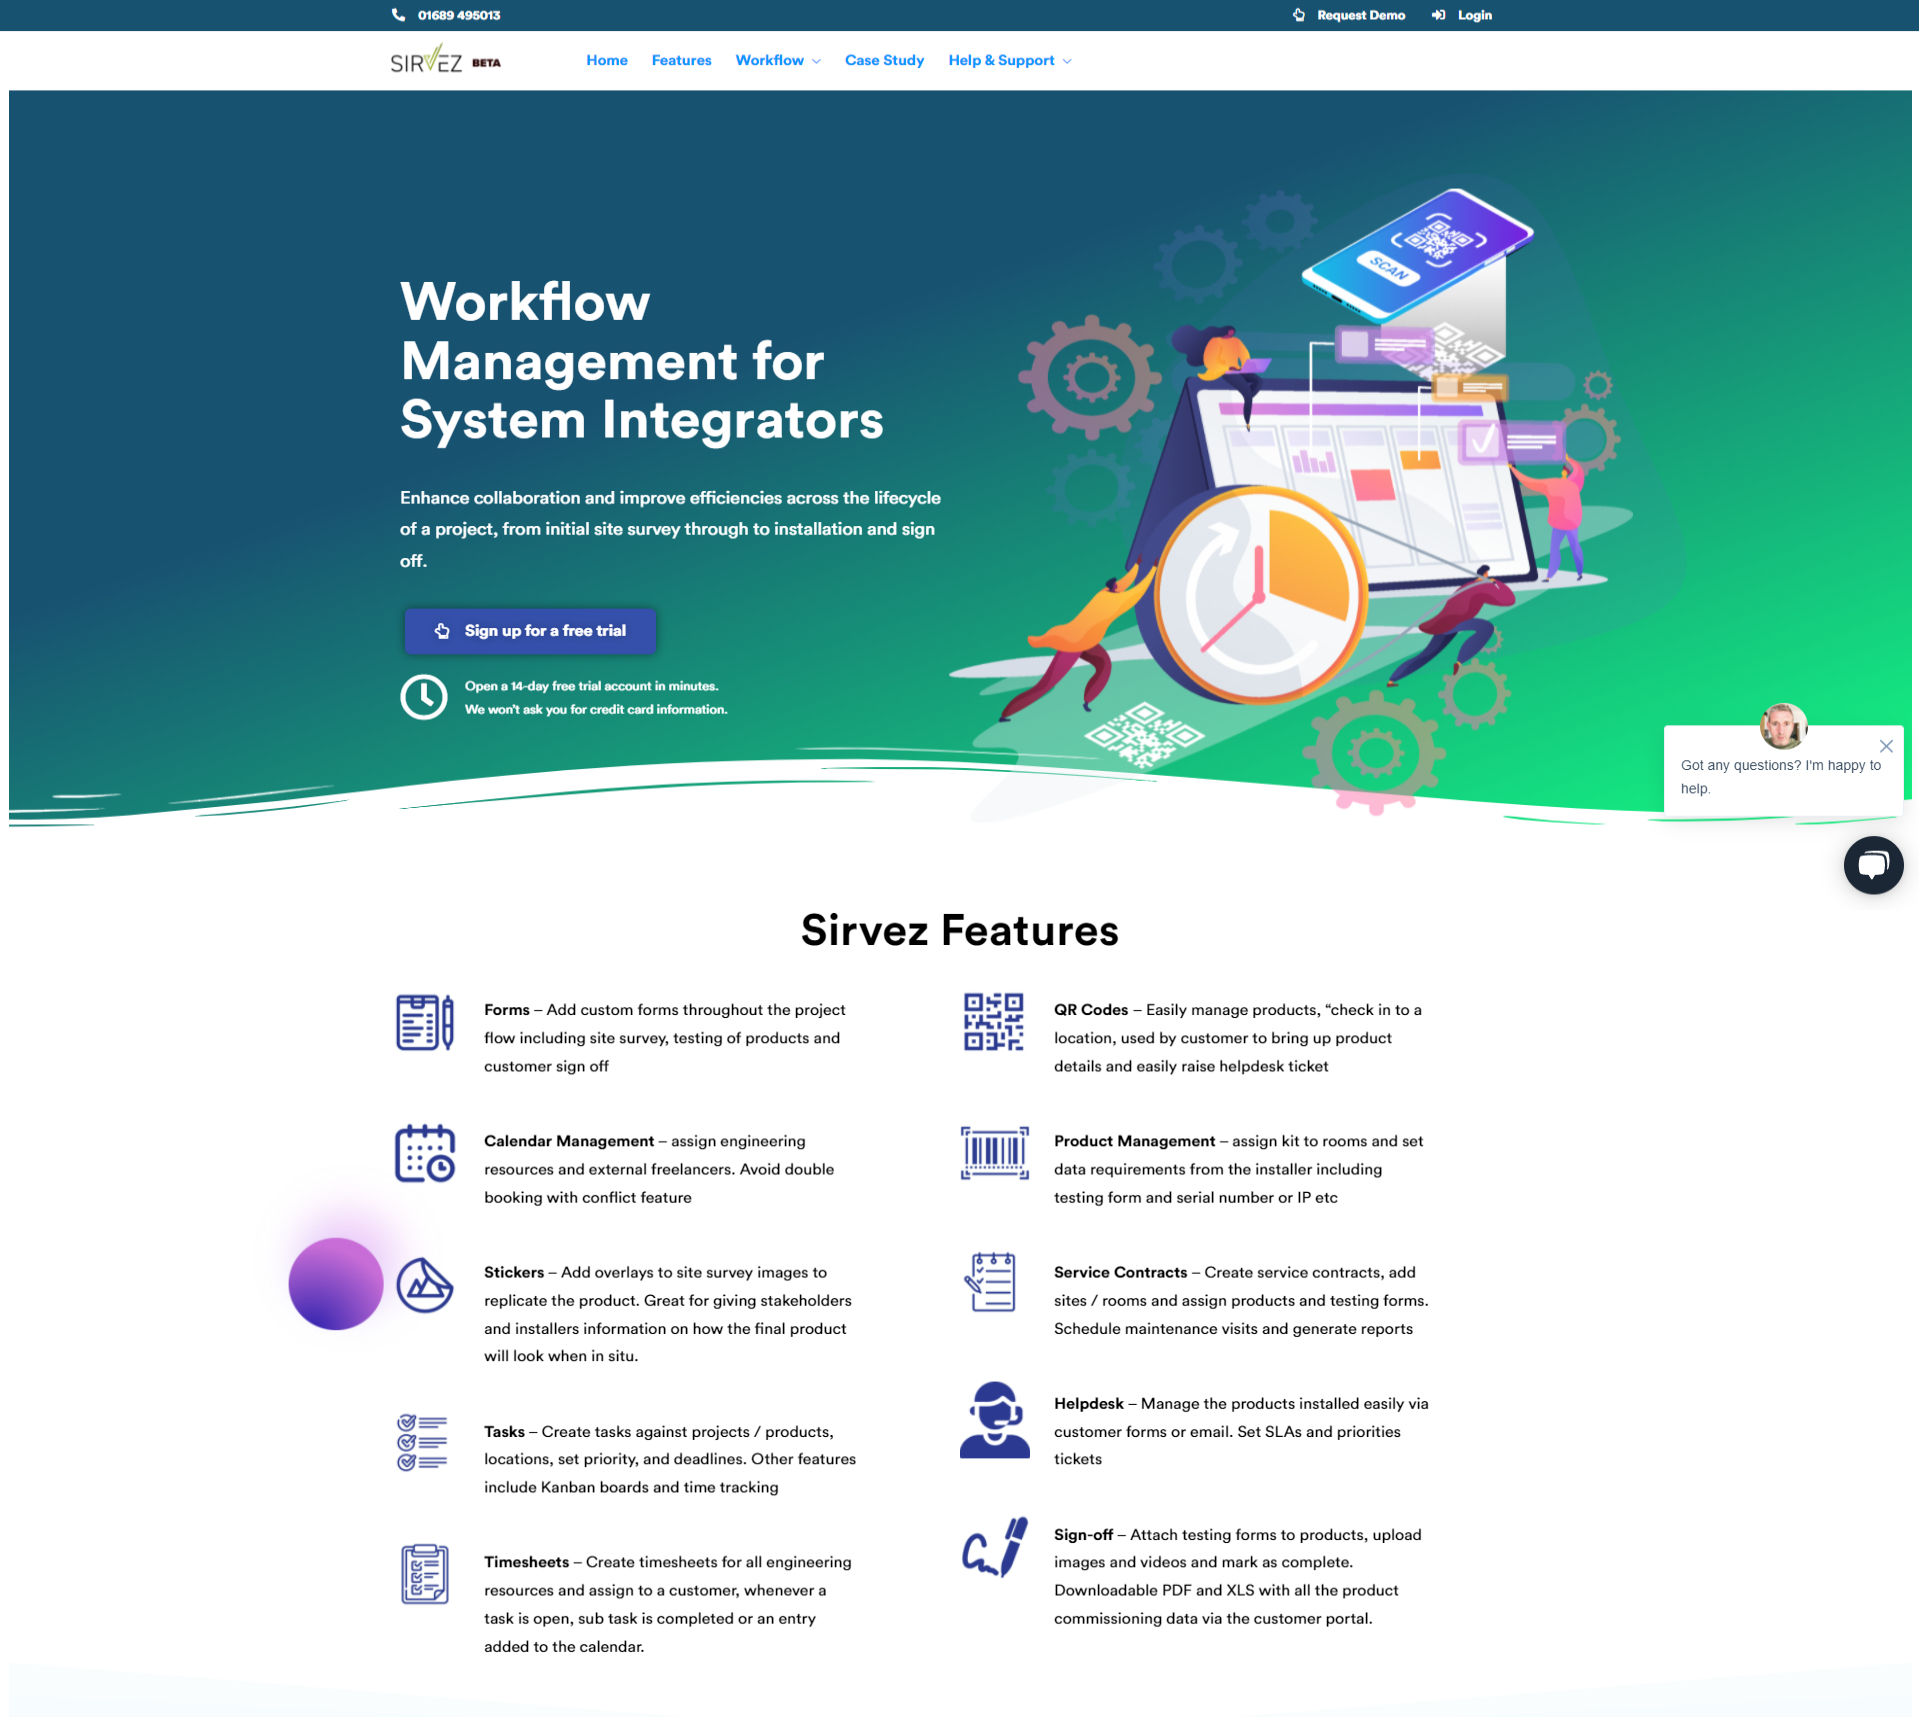 01689 495013
Request Demo
Login
SIRVEZ BETA
Home
Features
Workflow
Case Study
Help & Support
Workflow
Management for
System Integrators
Enhance collaboration and improve efficiencies across the lifecycle
of a project, from initial site survey through to installation and sign
off.
Sign up for a free trial
Open a 14-day free trial account in minutes.
We won't ask you for credit card information.
SCAN
Got any questions? I'm happy to
help.
Sirvez Features
Forms – Add custom forms throughout the project
flow including site survey, testing of products and
customer sign off
Calendar Management – assign engineering
resources and external freelancers. Avoid double
booking with conflict feature
Stickers – Add overlays to site survey images to
replicate the product. Great for giving stakeholders
and installers information on how the final product
will look when in situ.
Tasks – Create tasks against projects / products,
locations, set priority, and deadlines. Other features
include Kanban boards and time tracking
Timesheets – Create timesheets for all engineering
resources and assign to a customer, whenever a
task is open, sub task is completed or an entry
added to the calendar.
QR Codes – Easily manage products, “check in to a
location, used by customer to bring up product
details and easily raise helpdesk ticket
Product Management – assign kit to rooms and set
data requirements from the installer including
testing form and serial number or IP etc
Service Contracts – Create service contracts, add
sites / rooms and assign products and testing forms.
Schedule maintenance visits and generate reports
Helpdesk – Manage the products installed easily via
customer forms or email. Set SLAs and priorities
tickets
Sign-off – Attach testing forms to products, upload
images and videos and mark as complete.
Downloadable PDF and XLS with all the product
commissioning data via the customer portal.